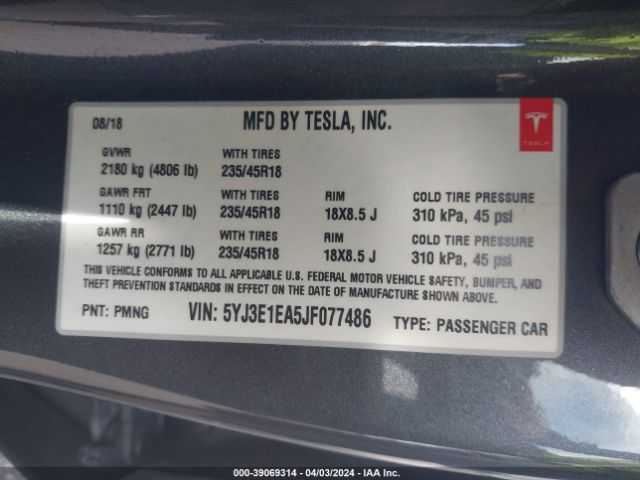 08/18 MFD BY TESLA, INC.
TESLA
GVWR WITH TIRES
2180 kg (4806 lb) 235/45R18
GAWR FRT WITH TIRES RIM COLD TIRE PRESSURE
1110 kg (2447 lb) 235/45R18 18X8.5 J 310 kPa, 45 psi
GAWR RR WITH TIRES RIM COLD TIRE PRESSURE
1257 kg (2771 lb) 235/45R18 18X8.5 J 310 kPa, 45 psi
THIS VEHICLE CONFORMS TO ALL APPLICABLE U.S. FEDERAL MOTOR VEHICLE SAFETY, BUMPER, AND
THEFT PREVENTION STANDARDS IN EFFECT ON THE DATE OF MANUFACTURE SHOWN ABOVE.
PNT: PMNG VIN: 5YJ3E1EA5JF077486 TYPE: PASSENGER CAR
000-39069314 - 04/03/2024 - IAA Inc.